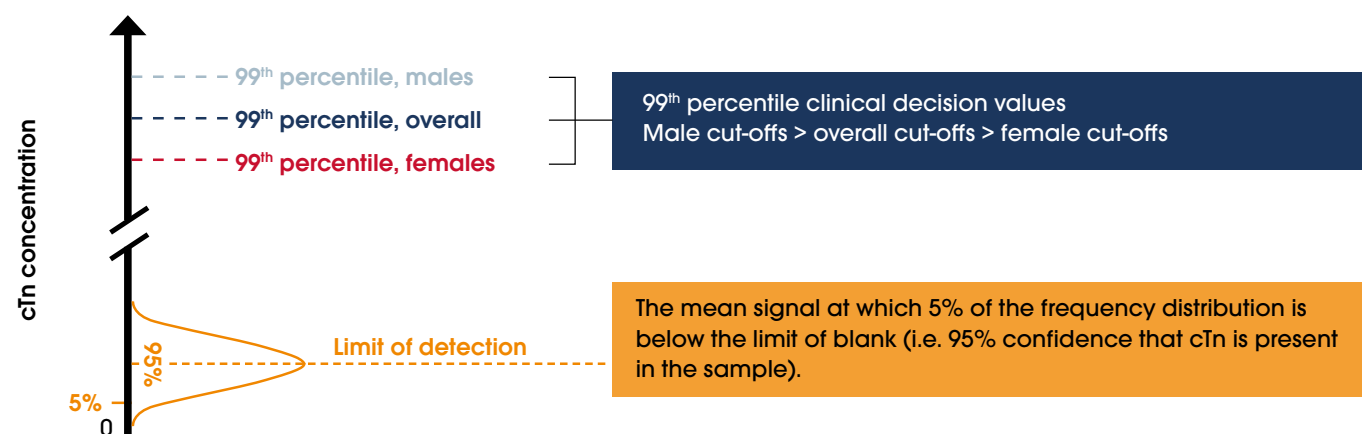 99th percentile, males
99th percentile, overall
99th percentile, females
99th percentile clinical decision values
Male cut-offs > overall cut-offs > female cut-offs
cTn concentration
The mean signal at which 5% of the frequency distribution is
below the limit of blank (i.e. 95% confidence that cTn is present
in the sample).
Limit of detection
95%
5%
0